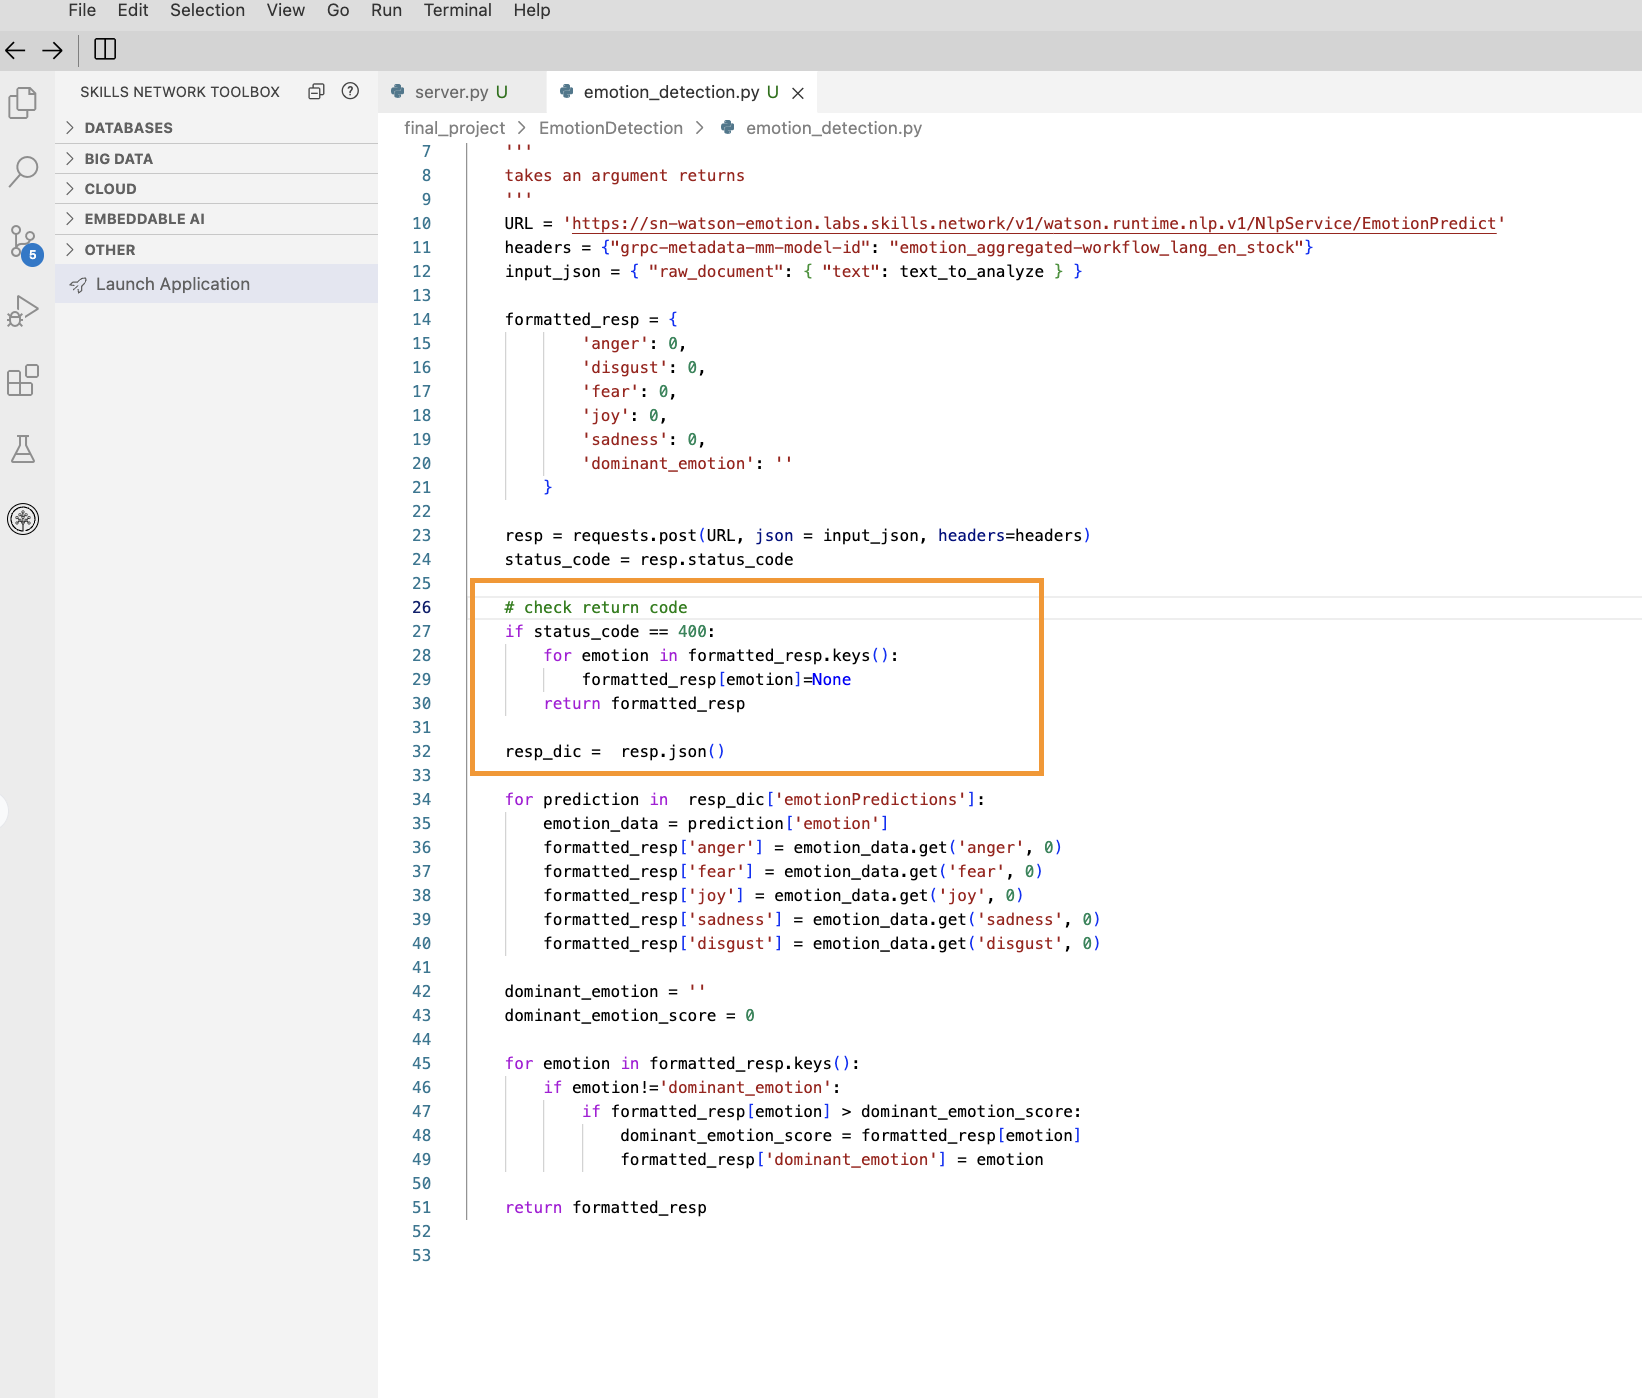 File Edit Selection View Go Run Terminal Help
SKILLS NETWORK TOOLBOX
DATABASES
BIG DATA
CLOUD
EMBEDDABLE AI
OTHER
Launch Application
5
server.py U
emotion_detection.py U
final_project > EmotionDetection > emotion_detection.py
7 '''
8 takes an argument returns
9 '''
10 URL = 'https://sn-watson-emotion.labs.skills.network/v1/watson.runtime.nlp.v1/NlpService/EmotionPredict'
11 headers = {"grpc-metadata-mm-model-id": "emotion_aggregated-workflow_lang_en_stock"}
12 input_json = { "raw_document": { "text": text_to_analyze } }
13
14 formatted_resp = {
15 'anger': 0,
16 'disgust': 0,
17 'fear': 0,
18 'joy': 0,
19 'sadness': 0,
20 'dominant_emotion': ''
21 }
22
23 resp = requests.post(URL, json = input_json, headers=headers)
24 status_code = resp.status_code
25
26 # check return code
27 if status_code == 400:
28 for emotion in formatted_resp.keys():
29 formatted_resp[emotion]=None
30 return formatted_resp
31
32 resp_dic =  resp.json()
33
34 for prediction in  resp_dic['emotionPredictions']:
35 emotion_data = prediction['emotion']
36 formatted_resp['anger'] = emotion_data.get('anger', 0)
37 formatted_resp['fear'] = emotion_data.get('fear', 0)
38 formatted_resp['joy'] = emotion_data.get('joy', 0)
39 formatted_resp['sadness'] = emotion_data.get('sadness', 0)
40 formatted_resp['disgust'] = emotion_data.get('disgust', 0)
41
42 dominant_emotion = ''
43 dominant_emotion_score = 0
44
45 for emotion in formatted_resp.keys():
46 if emotion!='dominant_emotion':
47 if formatted_resp[emotion] > dominant_emotion_score:
48 dominant_emotion_score = formatted_resp[emotion]
49 formatted_resp['dominant_emotion'] = emotion
50
51 return formatted_resp
52
53